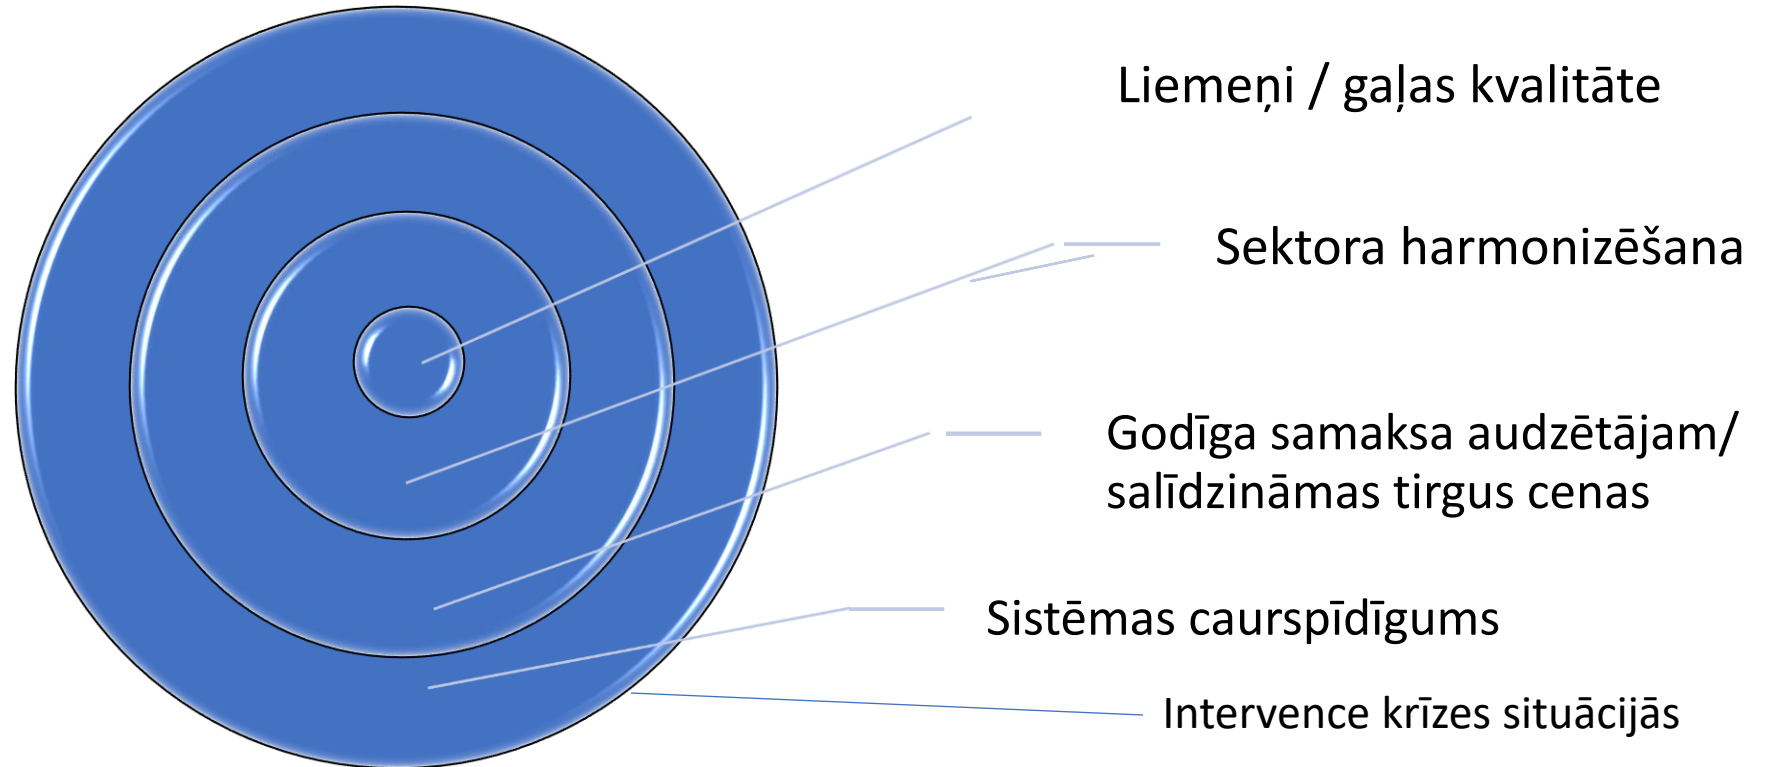 Liemeņi / gaļas kvalitāte
Sektora harmonizēšana
Godīga samaksa audzētājam/
salīdzināmas tirgus cenas
Sistēmas caurspīdīgums
Intervence krīzes situācijās